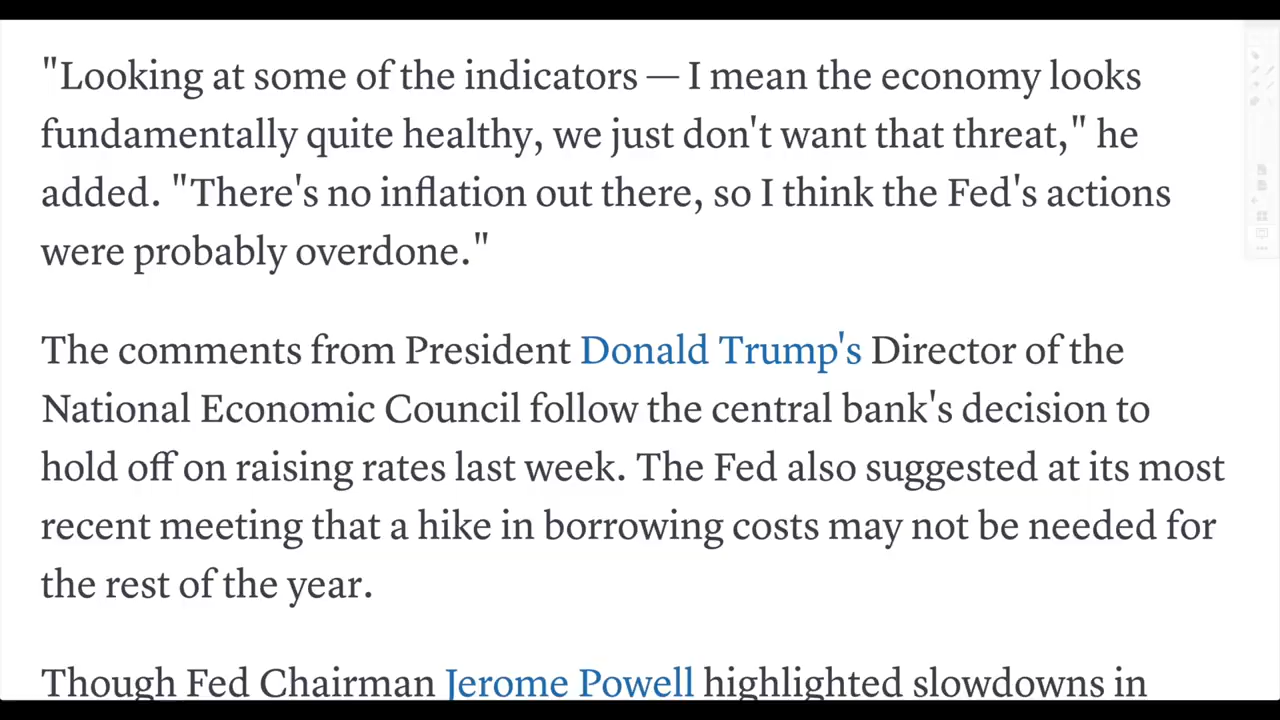 "Looking at some of the indicators — I mean the economy looks
fundamentally quite healthy, we just don't want that threat," he
added. "There's no inflation out there, so I think the Fed's actions
were probably overdone."
The comments from President Donald Trump's Director of the
National Economic Council follow the central bank's decision to
hold off on raising rates last week. The Fed also suggested at its most
recent meeting that a hike in borrowing costs may not be needed for
the rest of the year.
Though Fed Chairman Jerome Powell highlighted slowdowns in